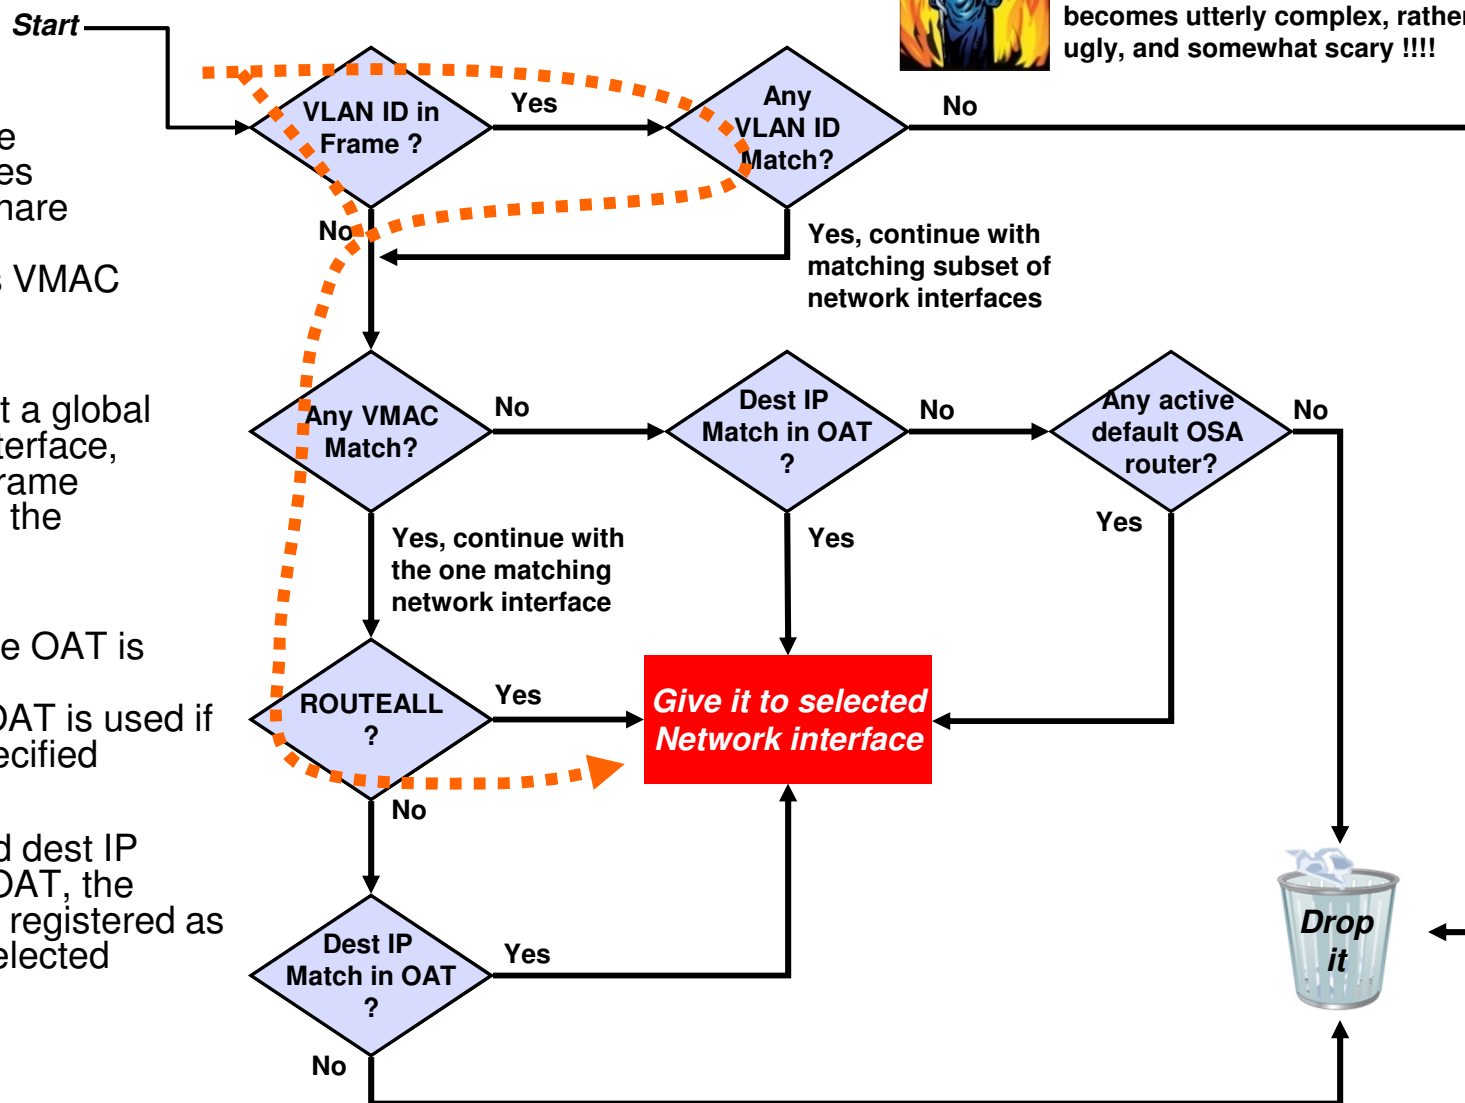 becomes utterly complex, rather
ugly, and somewhat scary !!!!
Start
VLAN ID in
Frame ?
Yes
Any
VLAN ID
Match?
No
No
Yes, continue with
matching subset of
network interfaces
VMAC
t a global
terface,
rame
the
e OAT is
OAT is used if
ecified
d dest IP
OAT, the
registered as
elected
Any VMAC
Match?
No
Dest IP
Match in OAT
?
No
Any active
default OSA
router?
No
Yes, continue with
the one matching
network interface
Yes
Yes
ROUTEALL
?
Yes
Give it to selected
Network interface
No
Dest IP
Match in OAT
?
Yes
No
Drop
it